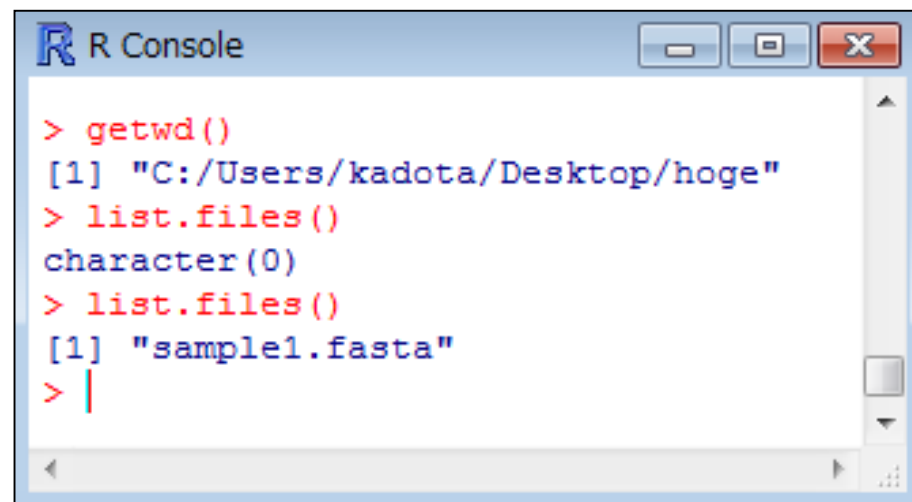 R Console
> getwd()
[1] "C:/Users/kadota/Desktop/hoge"
> list.files()
character(0)
> list.files()
[1] "sample1.fasta"
>